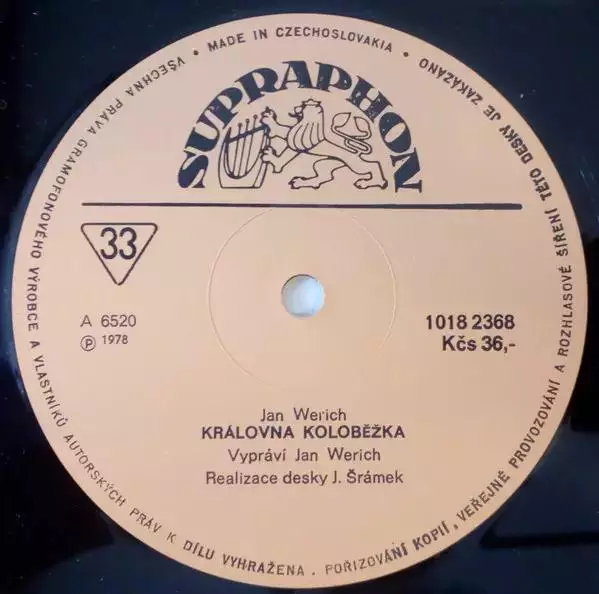 • MADE IN CZECHOSLOVAKIA •
SUPRAPHON
33
A 6520
Ⓟ 1978
1018 2368
Kčs 36,-
Jan Werich
KRÁLOVNA KOLOBĚŽKA
Vypráví Jan Werich
Realizace desky J. Šrámek
VŠECHNA PRÁVA GRAMOFONOVÉHO VÝROBCE A VLASTNÍKŮ AUTORSKÝCH PRÁV K DÍLU VYHRAŽENA. POŘIZOVÁNÍ KOPIÍ, VEŘEJNÉ PROVOZOVÁNÍ A ROZHLASOVÉ ŠÍŘENÍ TÉTO DESKY JE ZAKÁZÁNO